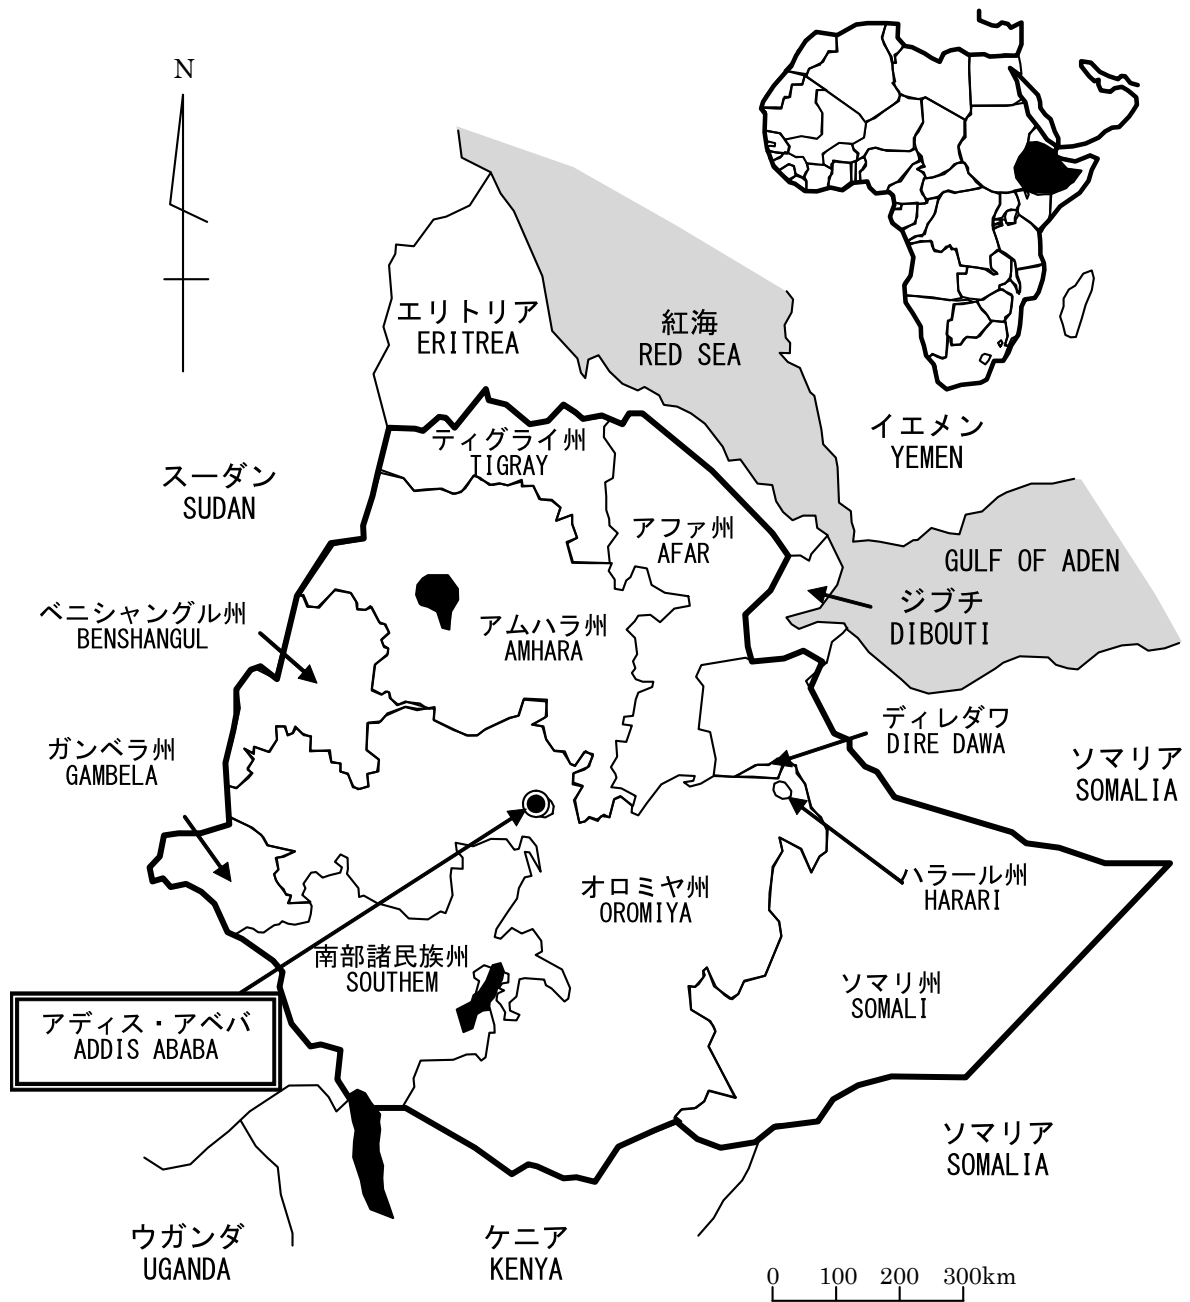 N
エリトリア
ERITREA
紅海
RED SEA
イエメン
YEMEN
ティグライ州
TIGRAY
スーダン
SUDAN
アファ州
AFAR
GULF OF ADEN
ジブチ
DIBOUTI
ベニシャングル州
BENSHANGUL
アムハラ州
AMHARA
ディレダワ
DIRE DAWA
ガンベラ州
GAMBELA
ソマリア
SOMALIA
オロミヤ州
OROMIYA
ハラール州
HARARI
南部諸民族州
SOUTHEM
ソマリ州
SOMALI
アディス・アベバ
ADDIS ABABA
ソマリア
SOMALIA
ウガンダ
UGANDA
ケニア
KENYA
0 100 200 300km